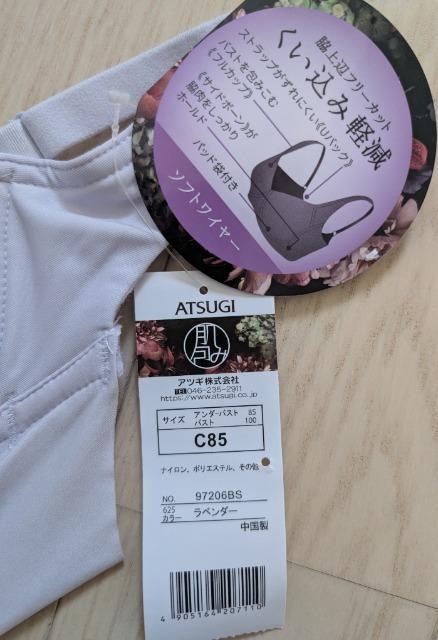 脇上辺フリーカット
くい込み軽減
ストラップがずれにくい《Uバック》
バストを包みこむ
《フルカップ》
《サイドボーン》が
脇肉をしっかり
ホールド
パッド袋付き
ソフトワイヤー
ATSUGI
肌包み
アツギ株式会社
TEL046-235-2911
https://www.atsugi.co.jp
サイズ アンダーバスト 85
バスト 100
C85
ナイロン、ポリエステル、その他
NO. 97206BS
625
カラー ラベンダー
中国製
4 905164 207110